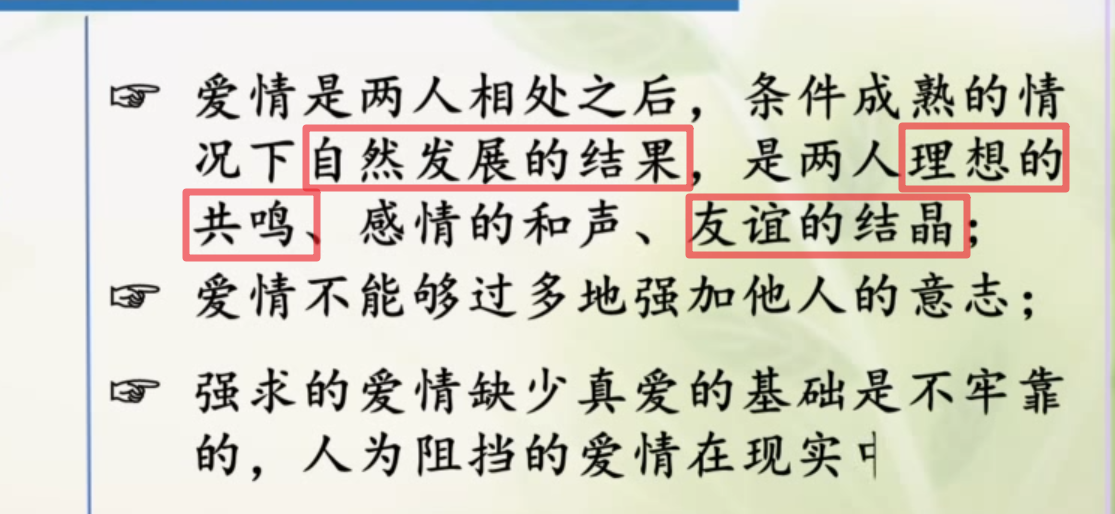 ☞ 爱情是两人相处之后，条件成熟的情
况下自然发展的结果，是两人理想的
共鸣、感情的和声、友谊的结晶；
☞ 爱情不能够过多地强加他人的意志；
☞ 强求的爱情缺少真爱的基础是不牢靠
的，人为阻挡的爱情在现实